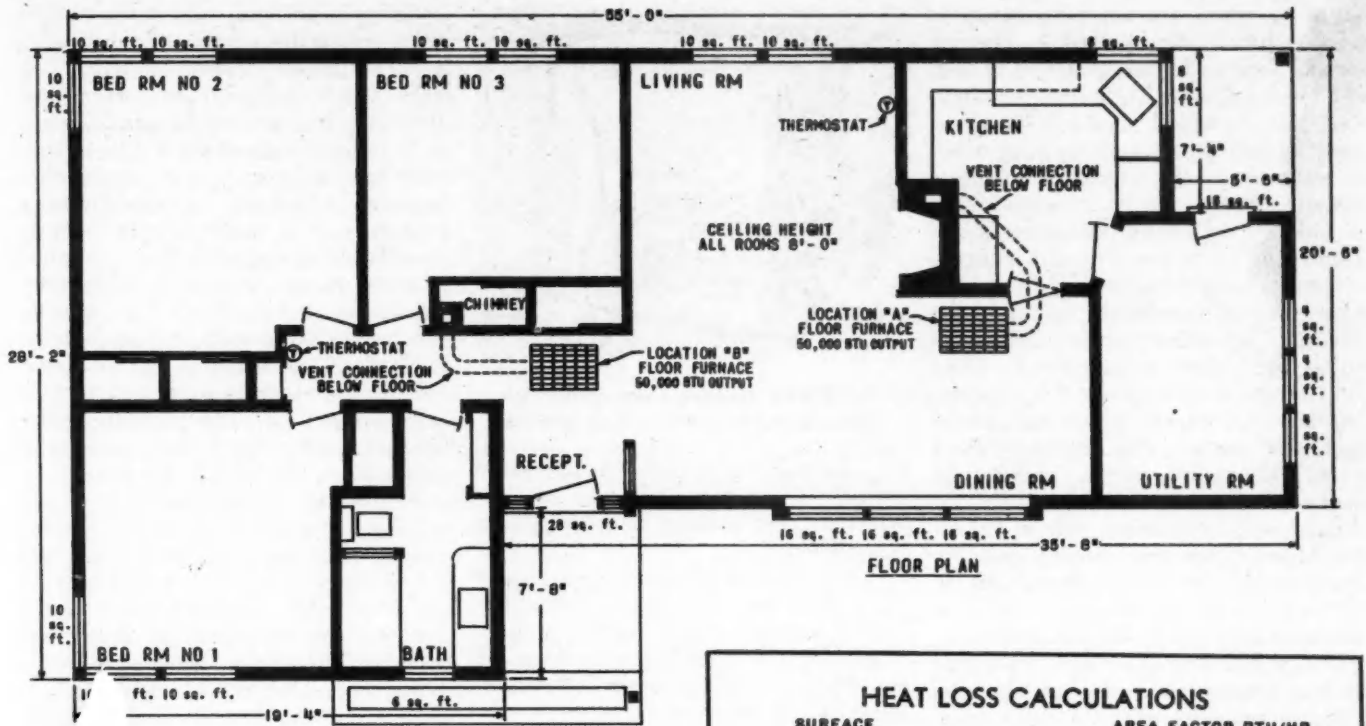 55'-0"
10 sq. ft. 10 sq. ft.
10 sq. ft. 10 sq. ft.
10 sq. ft. 10 sq. ft.
6 sq. ft.
10
sq.
ft.
BED RM NO 2
BED RM NO 3
LIVING RM
6
sq.
ft.
THERMOSTAT
T
KITCHEN
7'-4"
VENT CONNECTION
BELOW FLOOR
5'-6"
18 sq. ft.
CEILING HEIGHT
ALL ROOMS 8'-0"
20'-6"
CHIMNEY
LOCATION "A"
FLOOR FURNACE
50,000 BTU OUTPUT
4
sq.
ft.
4
sq.
ft.
4
sq.
ft.
28'-2"
T
THERMOSTAT
VENT CONNECTION
BELOW FLOOR
LOCATION "B"
FLOOR FURNACE
50,000 BTU OUTPUT
RECEPT.
DINING RM
UTILITY RM
28 sq. ft.
16 sq. ft. 16 sq. ft. 16 sq. ft.
35'-8"
FLOOR PLAN
7'-8"
10
sq.
ft.
BED RM NO 1
BATH
ft. 10 sq. ft.
6 sq. ft.
19'-4"
HEAT LOSS CALCULATIONS
SURFACE